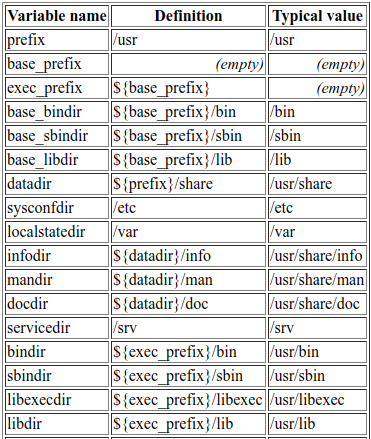 Variable name Definition Typical value
prefix /usr /usr
base_prefix (empty) (empty)
exec_prefix ${base_prefix} (empty)
base_bindir ${base_prefix}/bin /bin
base_sbindir ${base_prefix}/sbin /sbin
base_libdir ${base_prefix}/lib /lib
datadir ${prefix}/share /usr/share
sysconfdir /etc /etc
localstatedir /var /var
infodir ${datadir}/info /usr/share/info
mandir ${datadir}/man /usr/share/man
docdir ${datadir}/doc /usr/share/doc
servicedir /srv /srv
bindir ${exec_prefix}/bin /usr/bin
sbindir ${exec_prefix}/sbin /usr/sbin
libexecdir ${exec_prefix}/libexec /usr/libexec
libdir ${exec_prefix}/lib /usr/lib